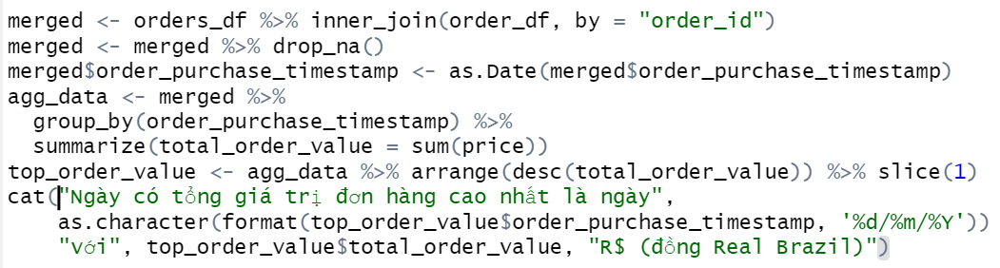 merged <- orders_df %>% inner_join(order_df, by = "order_id")
merged <- merged %>% drop_na()
merged$order_purchase_timestamp <- as.Date(merged$order_purchase_timestamp)
agg_data <- merged %>%
  group_by(order_purchase_timestamp) %>%
  summarize(total_order_value = sum(price))
top_order_value <- agg_data %>% arrange(desc(total_order_value)) %>% slice(1)
cat("Ngày có tổng giá trị đơn hàng cao nhất là ngày",
    as.character(format(top_order_value$order_purchase_timestamp, '%d/%m/%Y'))
    "với", top_order_value$total_order_value, "R$ (đồng Real Brazil)")